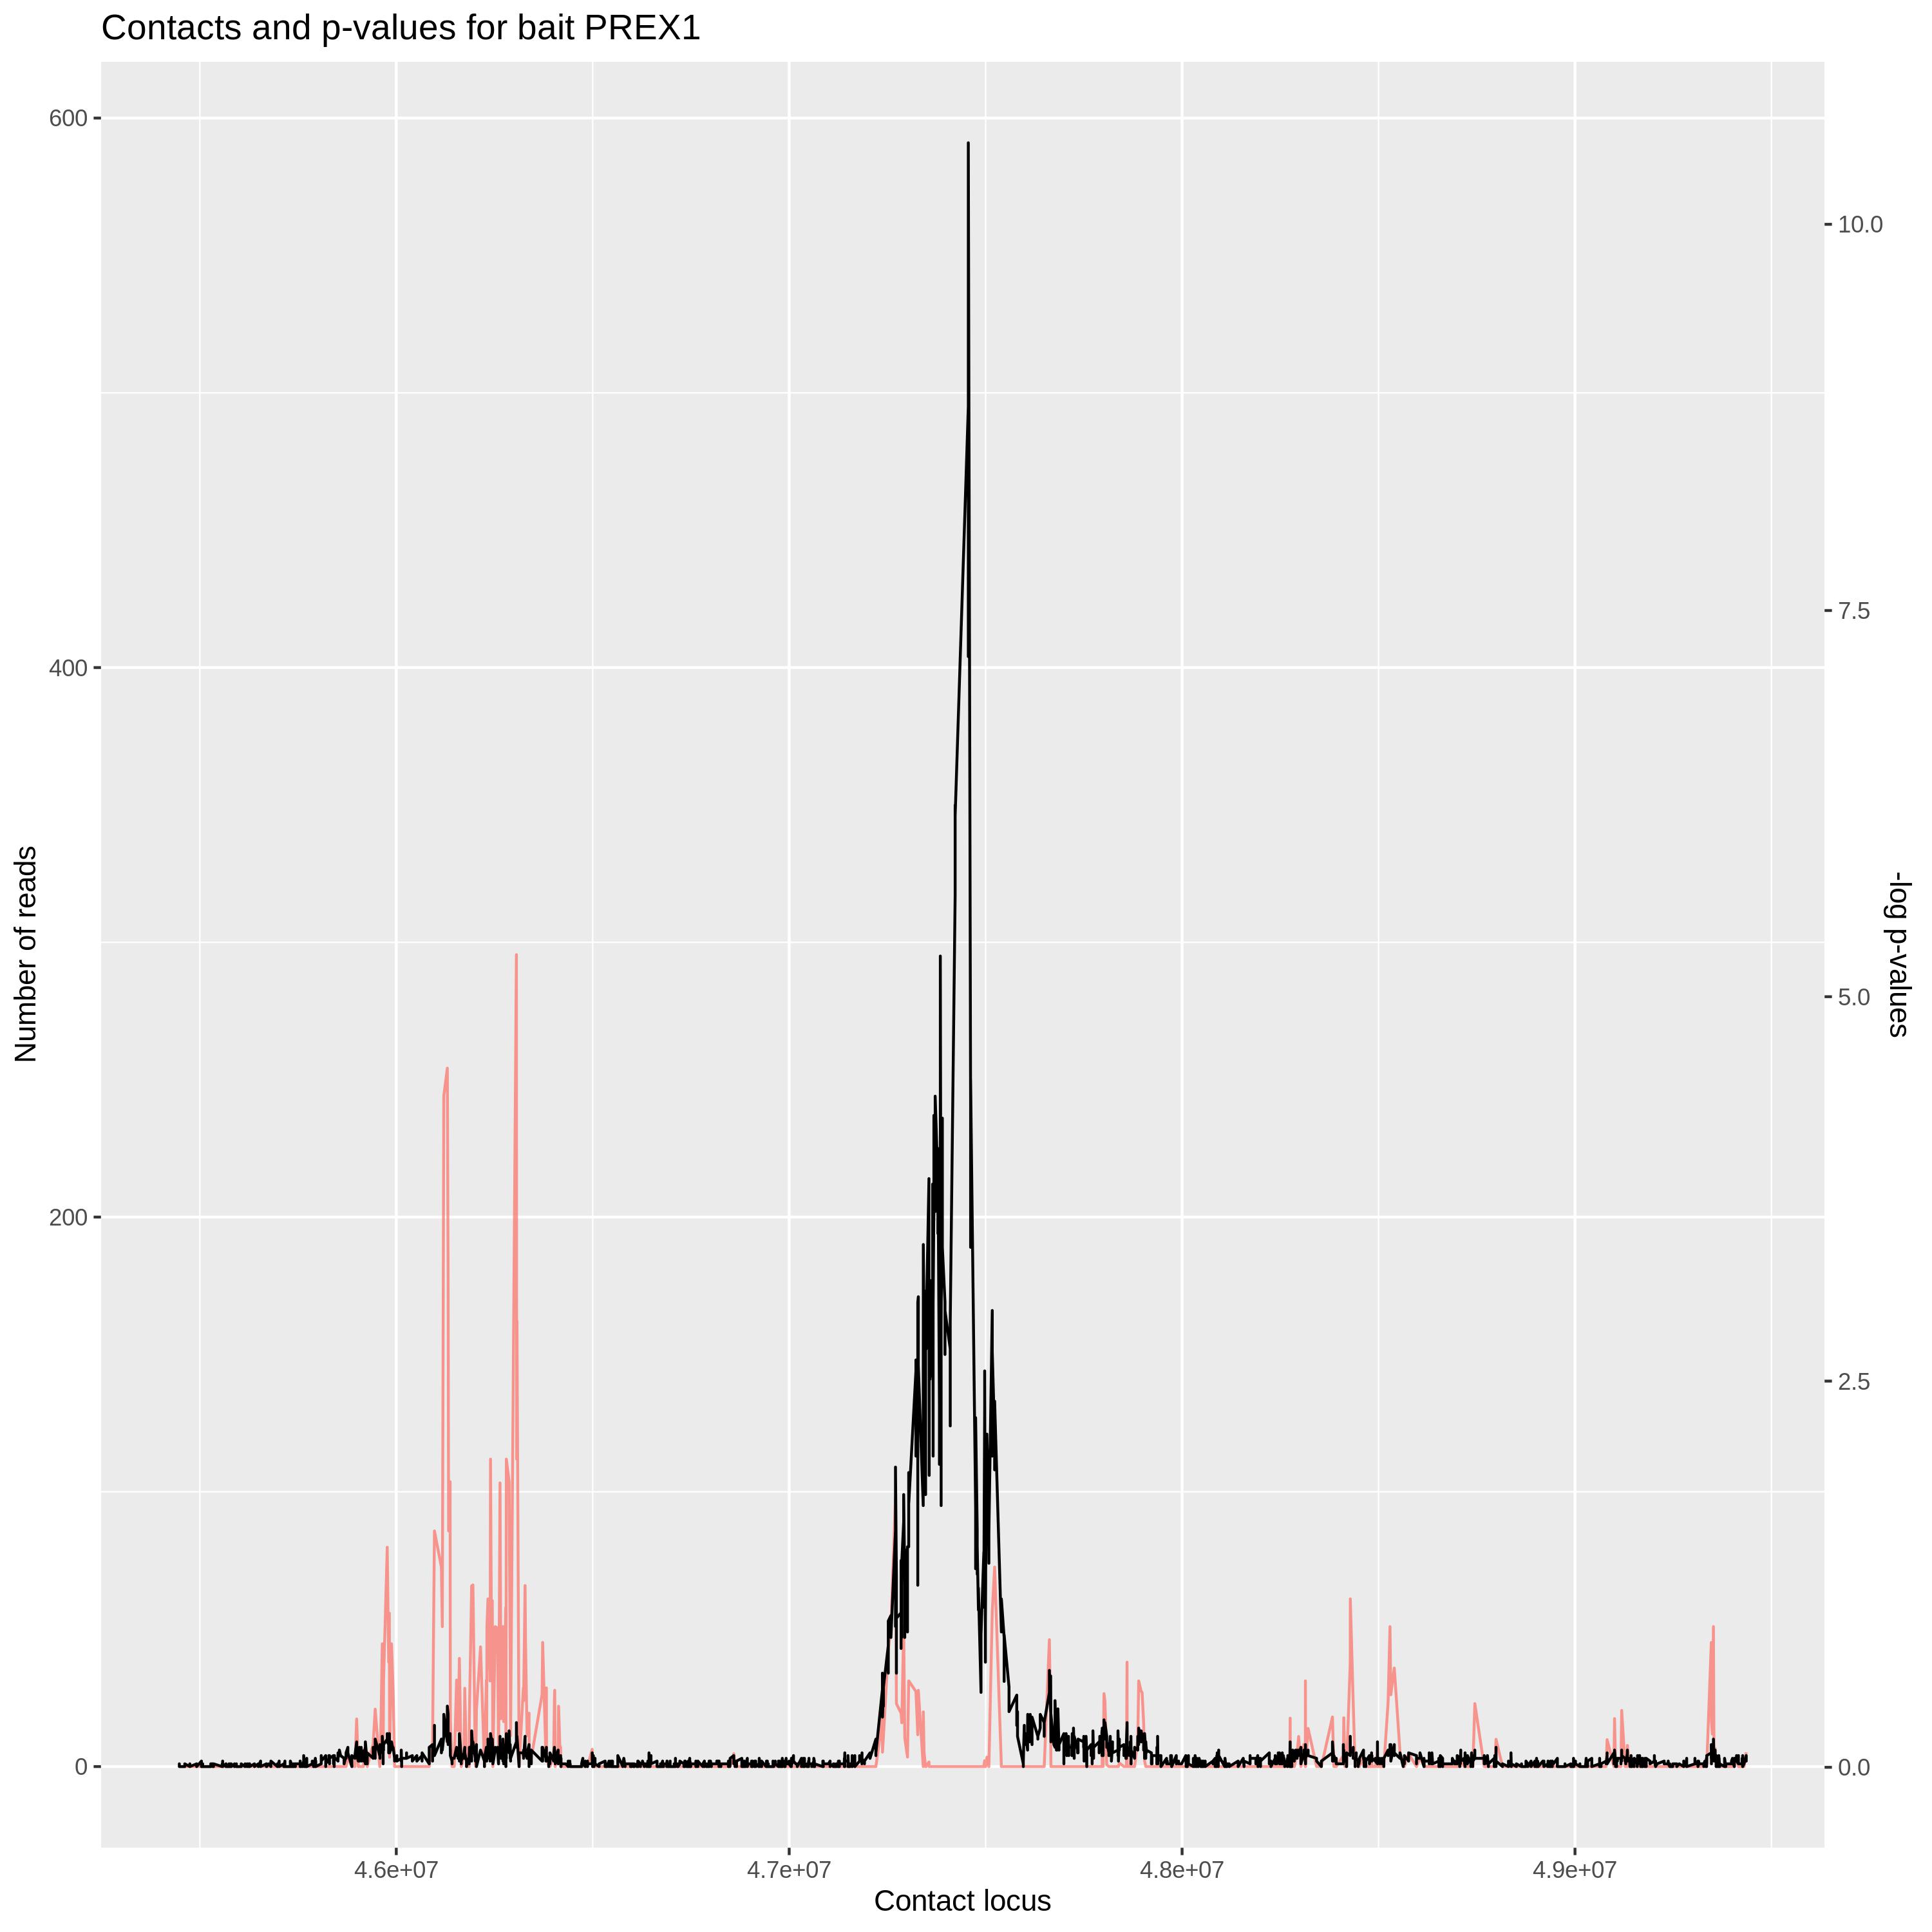 Contacts and p-values for bait PREX1
600
400
200
0
Number of reads
10.0
7.5
5.0
2.5
0.0
-log p-values
4.6e+07
4.7e+07
4.8e+07
4.9e+07
Contact locus